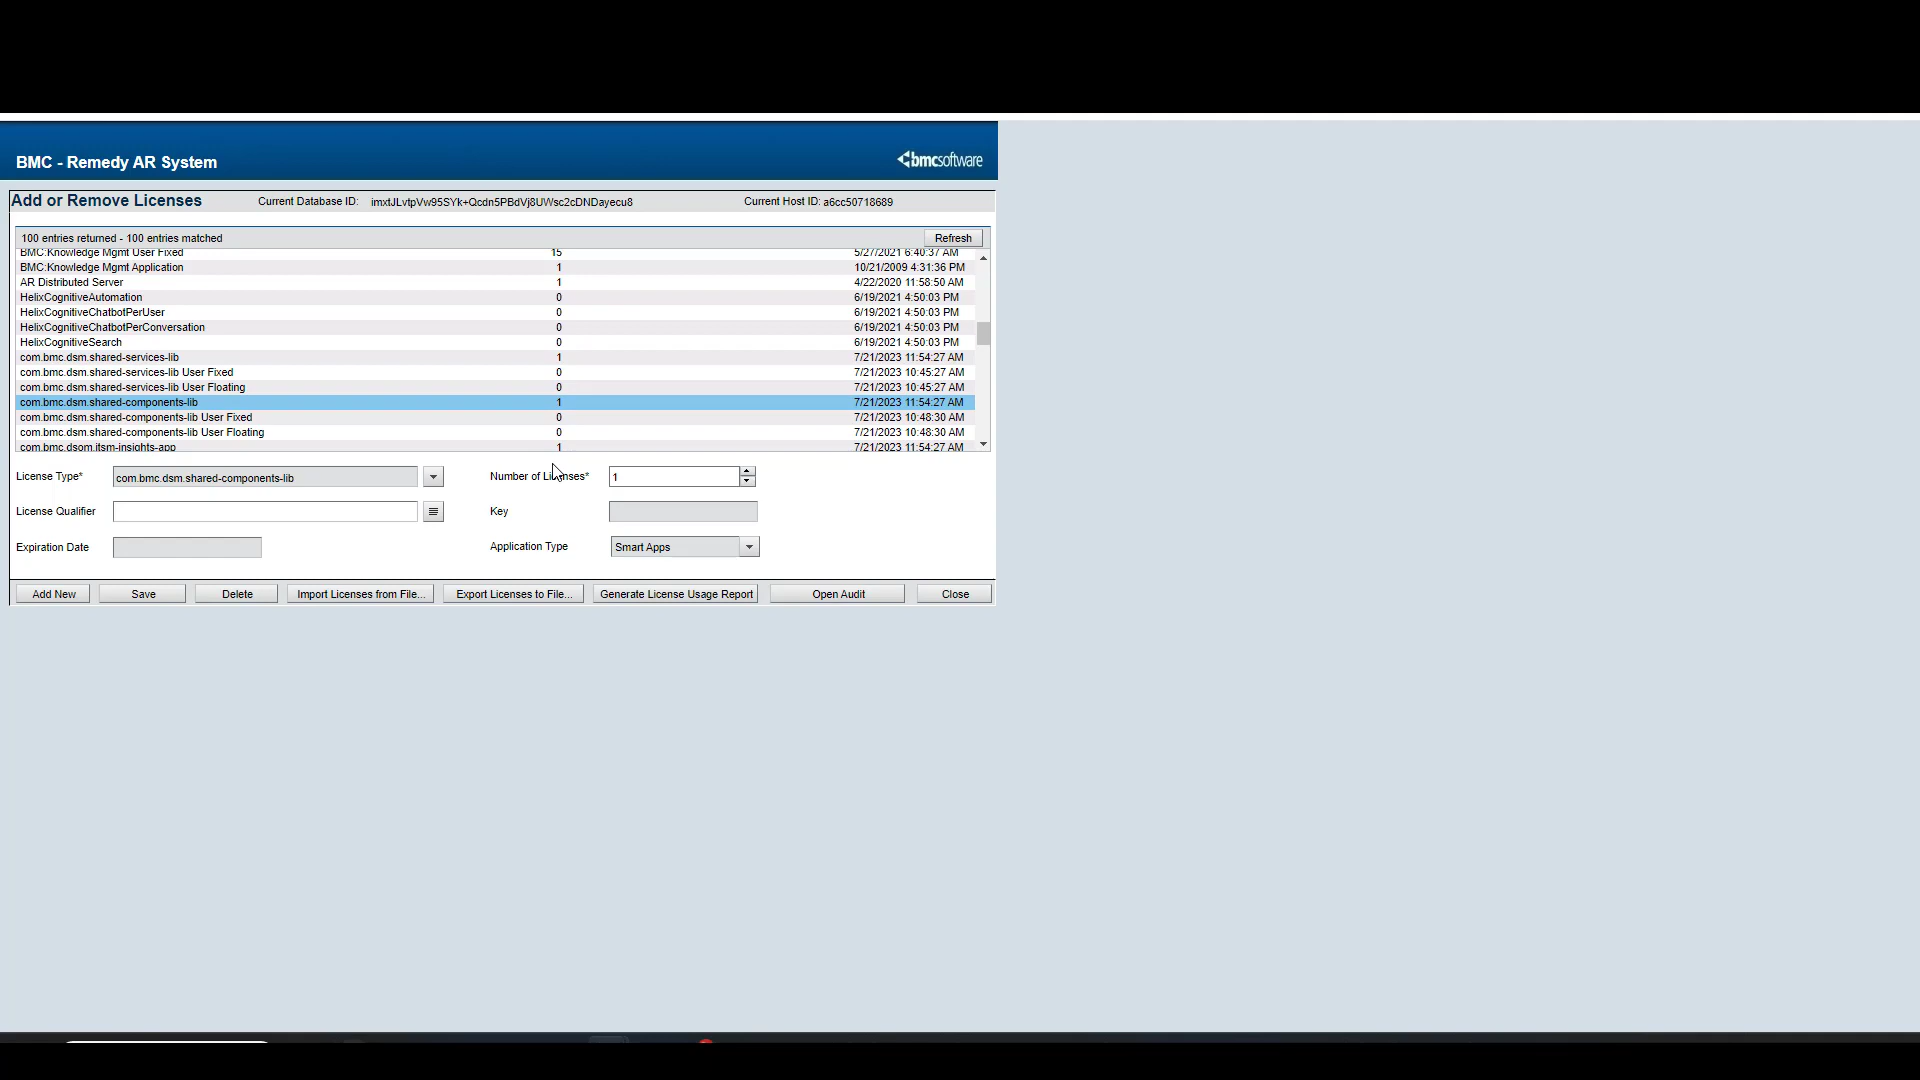 BMC - Remedy AR System
bmcsoftware
Add or Remove Licenses Current Database ID: imxtJLvtpVw95SYk+Qcdn5PBdVj8UWsc2cDNDayecu8 Current Host ID: a6cc50718689
100 entries returned - 100 entries matched Refresh
BMC:Knowledge Mgmt User Fixed 15 5/27/2021 6:40:37 AM
BMC:Knowledge Mgmt Application 1 10/21/2009 4:31:36 PM
AR Distributed Server 1 4/22/2020 11:58:50 AM
HelixCognitiveAutomation 0 6/19/2021 4:50:03 PM
HelixCognitiveChatbotPerUser 0 6/19/2021 4:50:03 PM
HelixCognitiveChatbotPerConversation 0 6/19/2021 4:50:03 PM
HelixCognitiveSearch 0 6/19/2021 4:50:03 PM
com.bmc.dsm.shared-services-lib 1 7/21/2023 11:54:27 AM
com.bmc.dsm.shared-services-lib User Fixed 0 7/21/2023 10:45:27 AM
com.bmc.dsm.shared-services-lib User Floating 0 7/21/2023 10:45:27 AM
com.bmc.dsm.shared-components-lib 1 7/21/2023 11:54:27 AM
com.bmc.dsm.shared-components-lib User Fixed 0 7/21/2023 10:48:30 AM
com.bmc.dsm.shared-components-lib User Floating 0 7/21/2023 10:48:30 AM
com.bmc.dsom.itsm-insights-app 1 7/21/2023 11:54:27 AM
License Type* com.bmc.dsm.shared-components-lib Number of Licenses* 1
License Qualifier Key
Expiration Date Application Type Smart Apps
Add New Save Delete Import Licenses from File... Export Licenses to File... Generate License Usage Report Open Audit Close